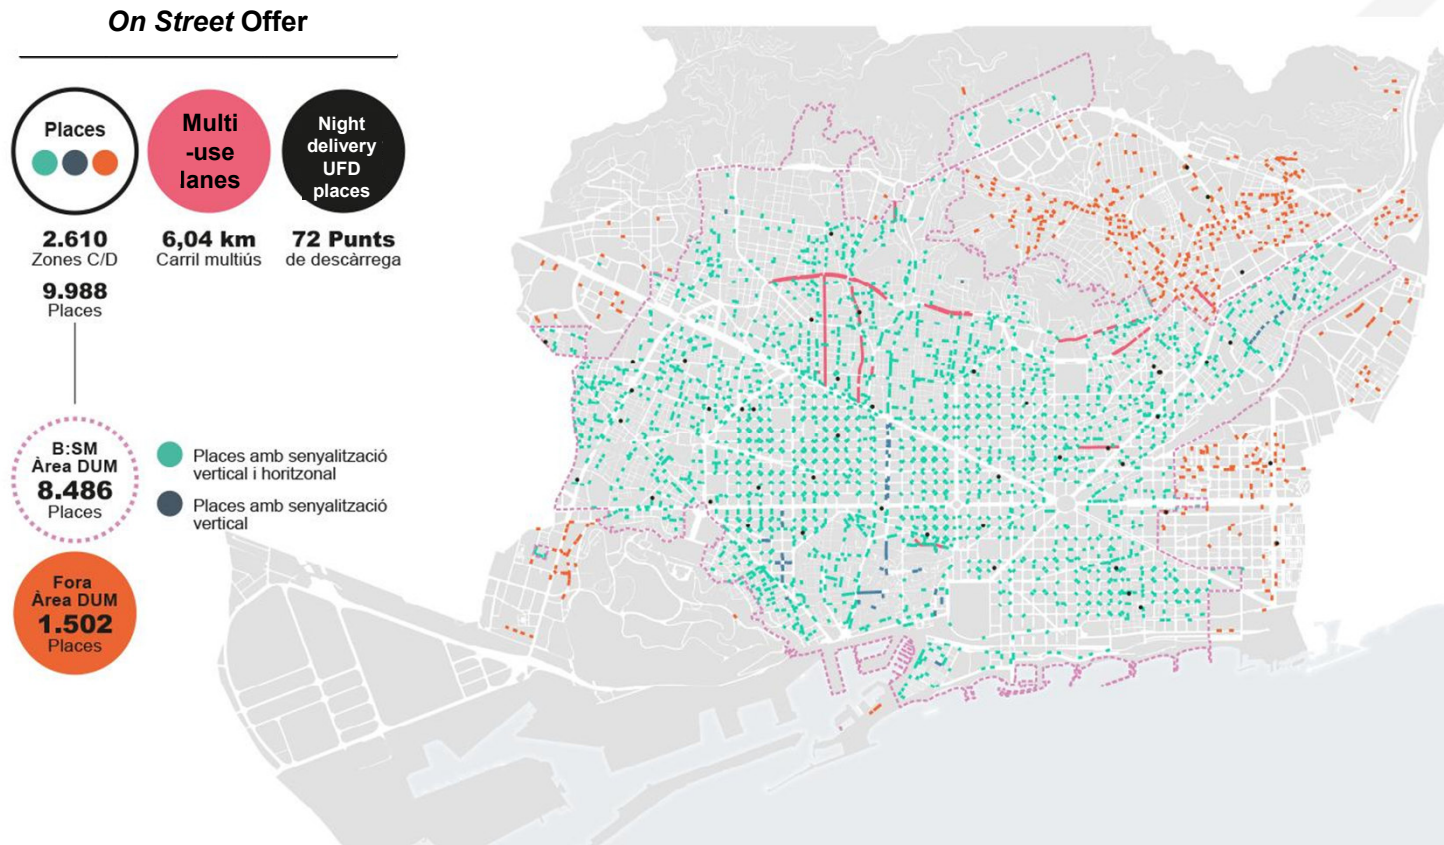 On Street Offer
Places
Multi
-use
lanes
Night
delivery
UFD
places
2.610
Zones C/D
9.988
Places
6,04 km
Carril multiús
72 Punts
de descàrrega
B:SM
Àrea DUM
8.486
Places
Places amb senyalització
vertical i horitzonal
Places amb senyalització
vertical
Fora
Àrea DUM
1.502
Places